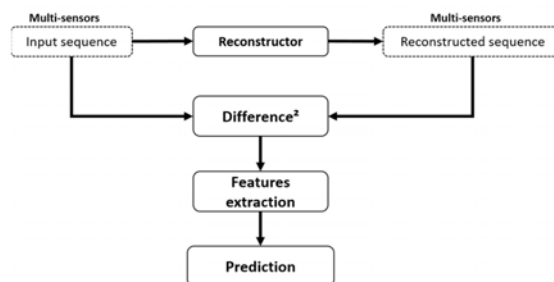 Multi-sensors
Multi-sensors
Input sequence
Reconstructor
Reconstructed sequence
Difference²
Features
extraction
Prediction